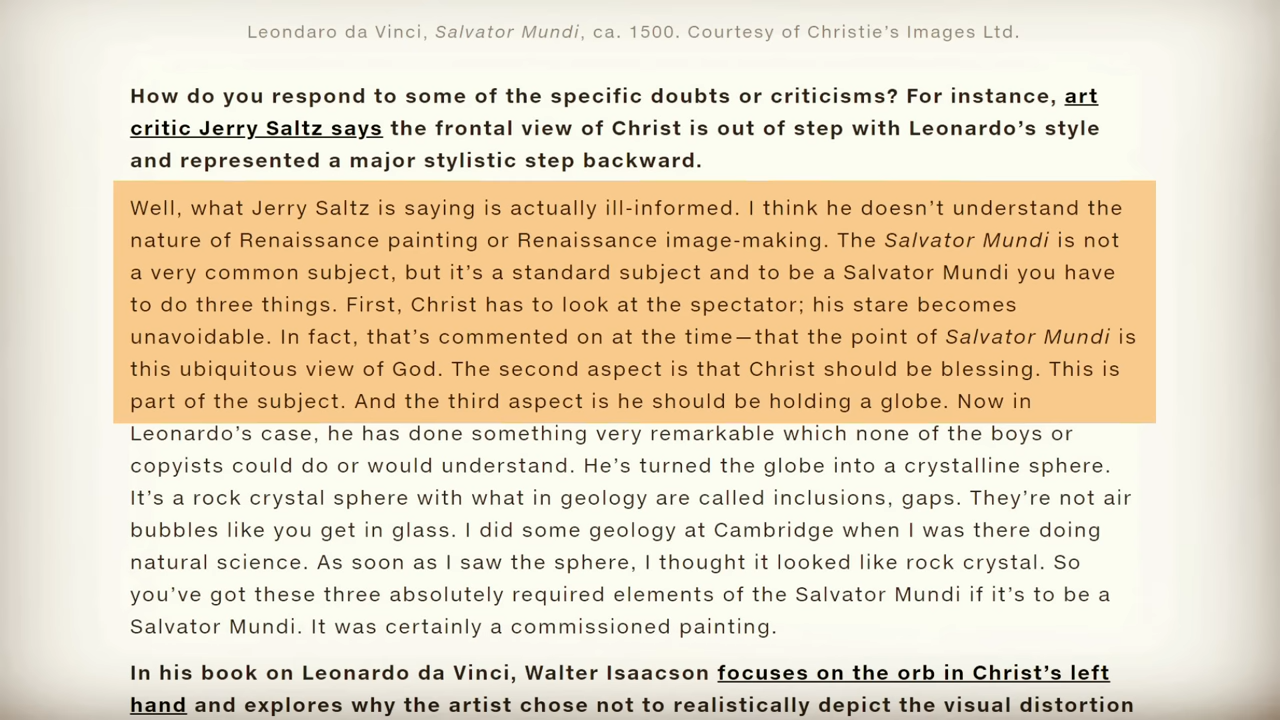 Leondaro da Vinci, Salvator Mundi, ca. 1500. Courtesy of Christie’s Images Ltd.
How do you respond to some of the specific doubts or criticisms? For instance, art
critic Jerry Saltz says the frontal view of Christ is out of step with Leonardo’s style
and represented a major stylistic step backward.
Well, what Jerry Saltz is saying is actually ill-informed. I think he doesn’t understand the
nature of Renaissance painting or Renaissance image-making. The Salvator Mundi is not
a very common subject, but it’s a standard subject and to be a Salvator Mundi you have
to do three things. First, Christ has to look at the spectator; his stare becomes
unavoidable. In fact, that’s commented on at the time—that the point of Salvator Mundi is
this ubiquitous view of God. The second aspect is that Christ should be blessing. This is
part of the subject. And the third aspect is he should be holding a globe. Now in
Leonardo’s case, he has done something very remarkable which none of the boys or
copyists could do or would understand. He’s turned the globe into a crystalline sphere.
It’s a rock crystal sphere with what in geology are called inclusions, gaps. They’re not air
bubbles like you get in glass. I did some geology at Cambridge when I was there doing
natural science. As soon as I saw the sphere, I thought it looked like rock crystal. So
you’ve got these three absolutely required elements of the Salvator Mundi if it’s to be a
Salvator Mundi. It was certainly a commissioned painting.
In his book on Leonardo da Vinci, Walter Isaacson focuses on the orb in Christ’s left
hand and explores why the artist chose not to realistically depict the visual distortion